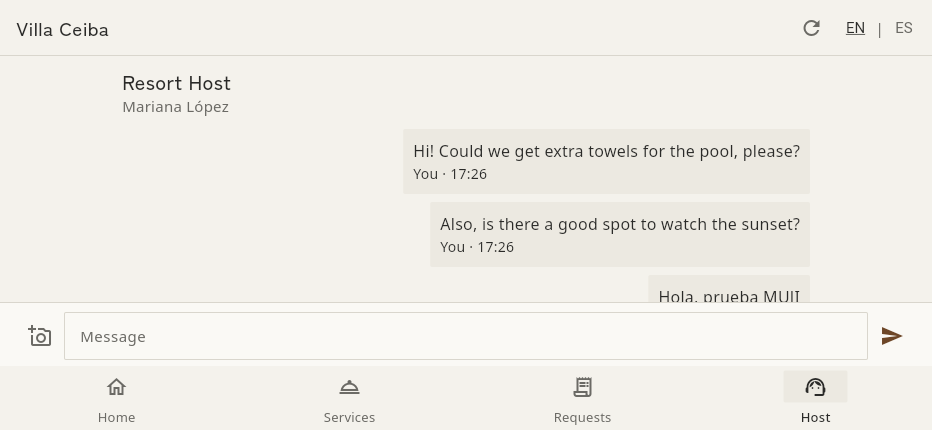 Villa Ceiba
EN | ES
Resort Host
Mariana López
Hi! Could we get extra towels for the pool, please?
You · 17:26
Also, is there a good spot to watch the sunset?
You · 17:26
Hola, prueba
Message
Home
Services
Requests
Host